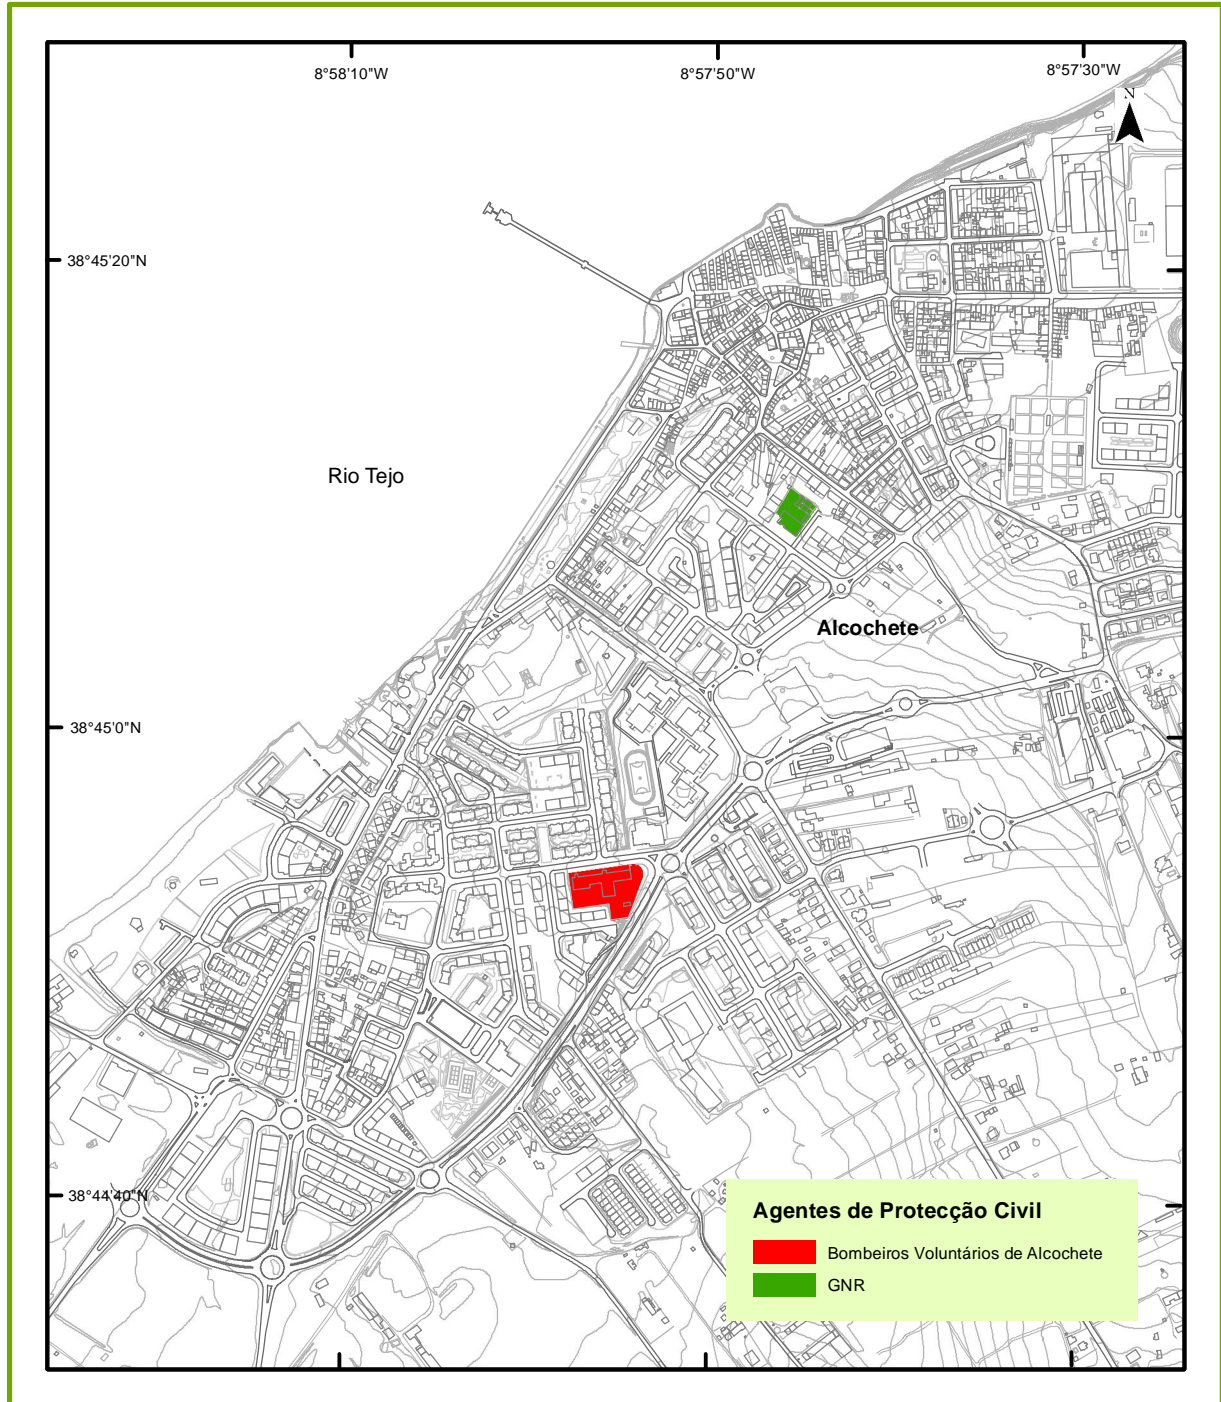 8°58'10"W
8°57'50"W
8°57'30"W
N
38°45'20"N
Rio Tejo
Alcochete
38°45'0"N
38°44'40"N
Agentes de Protecção Civil
Bombeiros Voluntários de Alcochete
GNR